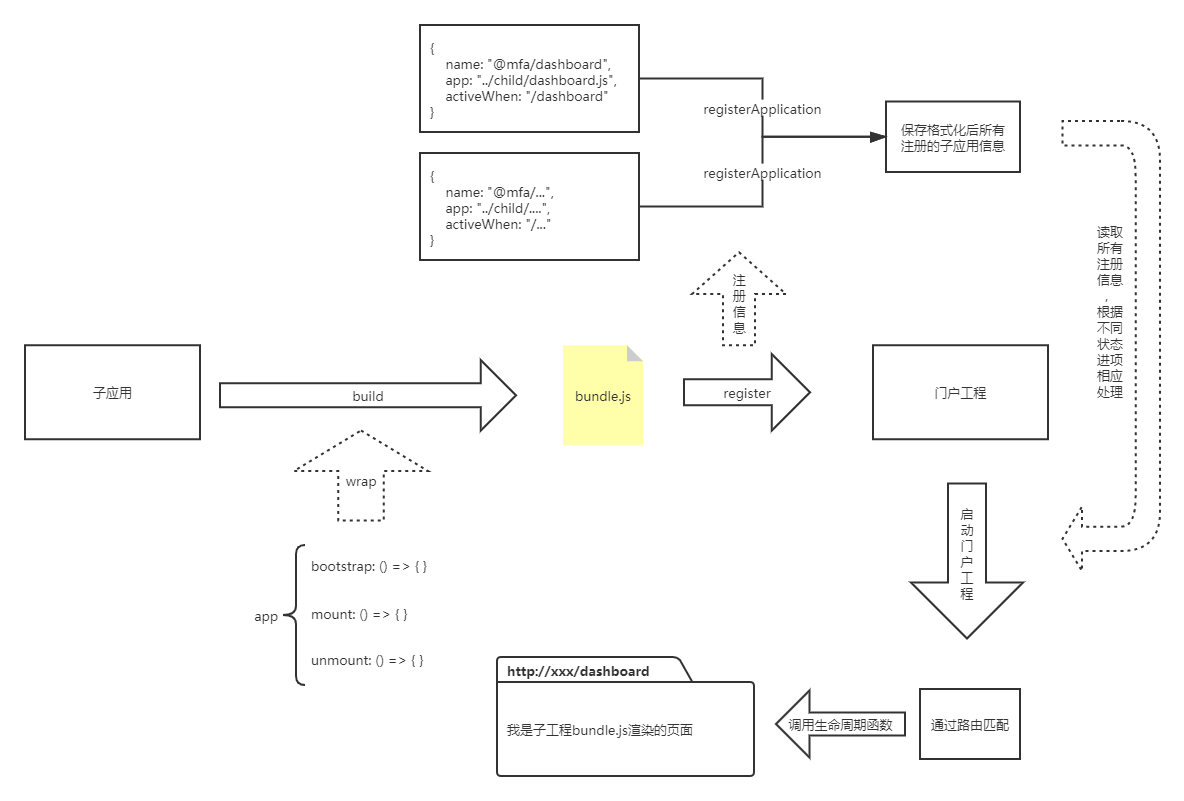 {
name: "@mfa/dashboard",
app: "../child/dashboard.js",
activeWhen: "/dashboard"
}
registerApplication
保存格式化后所有
注册的子应用信息
{
name: "@mfa/...",
app: "../child/....",
activeWhen: "/..."
}
registerApplication
读取
所有
注册
信息
,
根据
不同
状态
进项
相应
处理
注
册
信
息
子应用
build
bundle.js
register
门户工程
wrap
启
动
门
户
工
程
app
bootstrap: () => { }
mount: () => { }
unmount: () => { }
http://xxx/dashboard
我是子工程bundle.js渲染的页面
调用生命周期函数
通过路由匹配